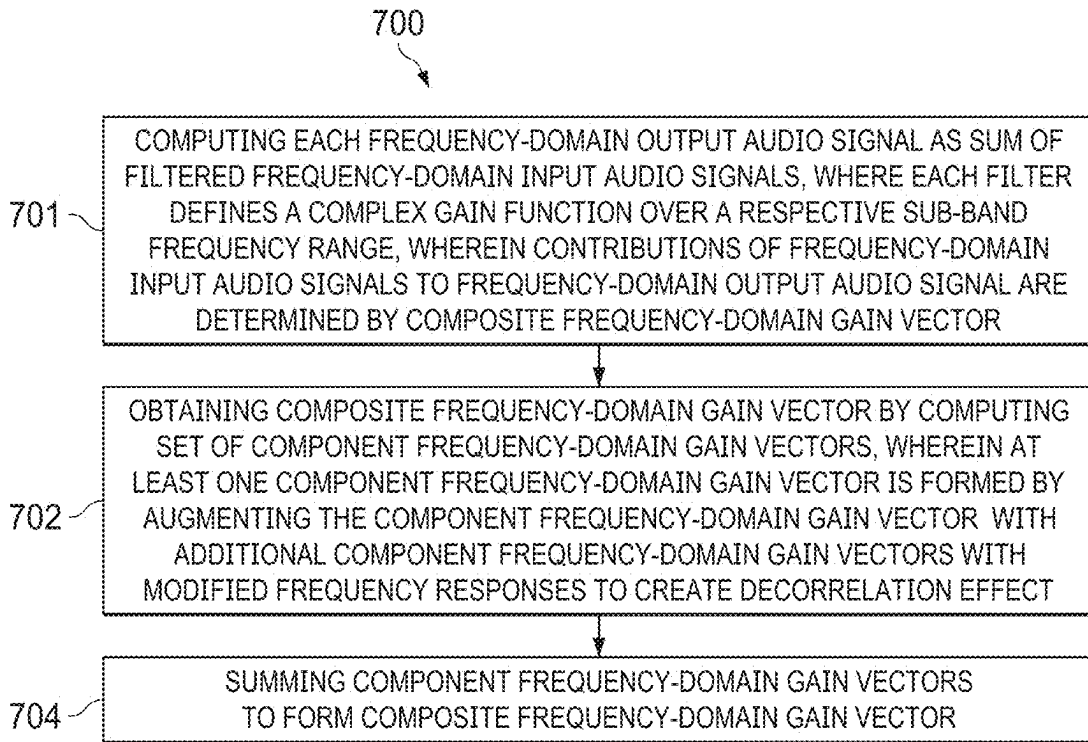 700
701
COMPUTING EACH FREQUENCY-DOMAIN OUTPUT AUDIO SIGNAL AS SUM OF
FILTERED FREQUENCY-DOMAIN INPUT AUDIO SIGNALS, WHERE EACH FILTER
DEFINES A COMPLEX GAIN FUNCTION OVER A RESPECTIVE SUB-BAND
FREQUENCY RANGE, WHEREIN CONTRIBUTIONS OF FREQUENCY-DOMAIN
INPUT AUDIO SIGNALS TO FREQUENCY-DOMAIN OUTPUT AUDIO SIGNAL ARE
DETERMINED BY COMPOSITE FREQUENCY-DOMAIN GAIN VECTOR
702
OBTAINING COMPOSITE FREQUENCY-DOMAIN GAIN VECTOR BY COMPUTING
SET OF COMPONENT FREQUENCY-DOMAIN GAIN VECTORS, WHEREIN AT
LEAST ONE COMPONENT FREQUENCY-DOMAIN GAIN VECTOR IS FORMED BY
AUGMENTING THE COMPONENT FREQUENCY-DOMAIN GAIN VECTOR WITH
ADDITIONAL COMPONENT FREQUENCY-DOMAIN GAIN VECTORS WITH
MODIFIED FREQUENCY RESPONSES TO CREATE DECORRELATION EFFECT
704
SUMMING COMPONENT FREQUENCY-DOMAIN GAIN VECTORS
TO FORM COMPOSITE FREQUENCY-DOMAIN GAIN VECTOR